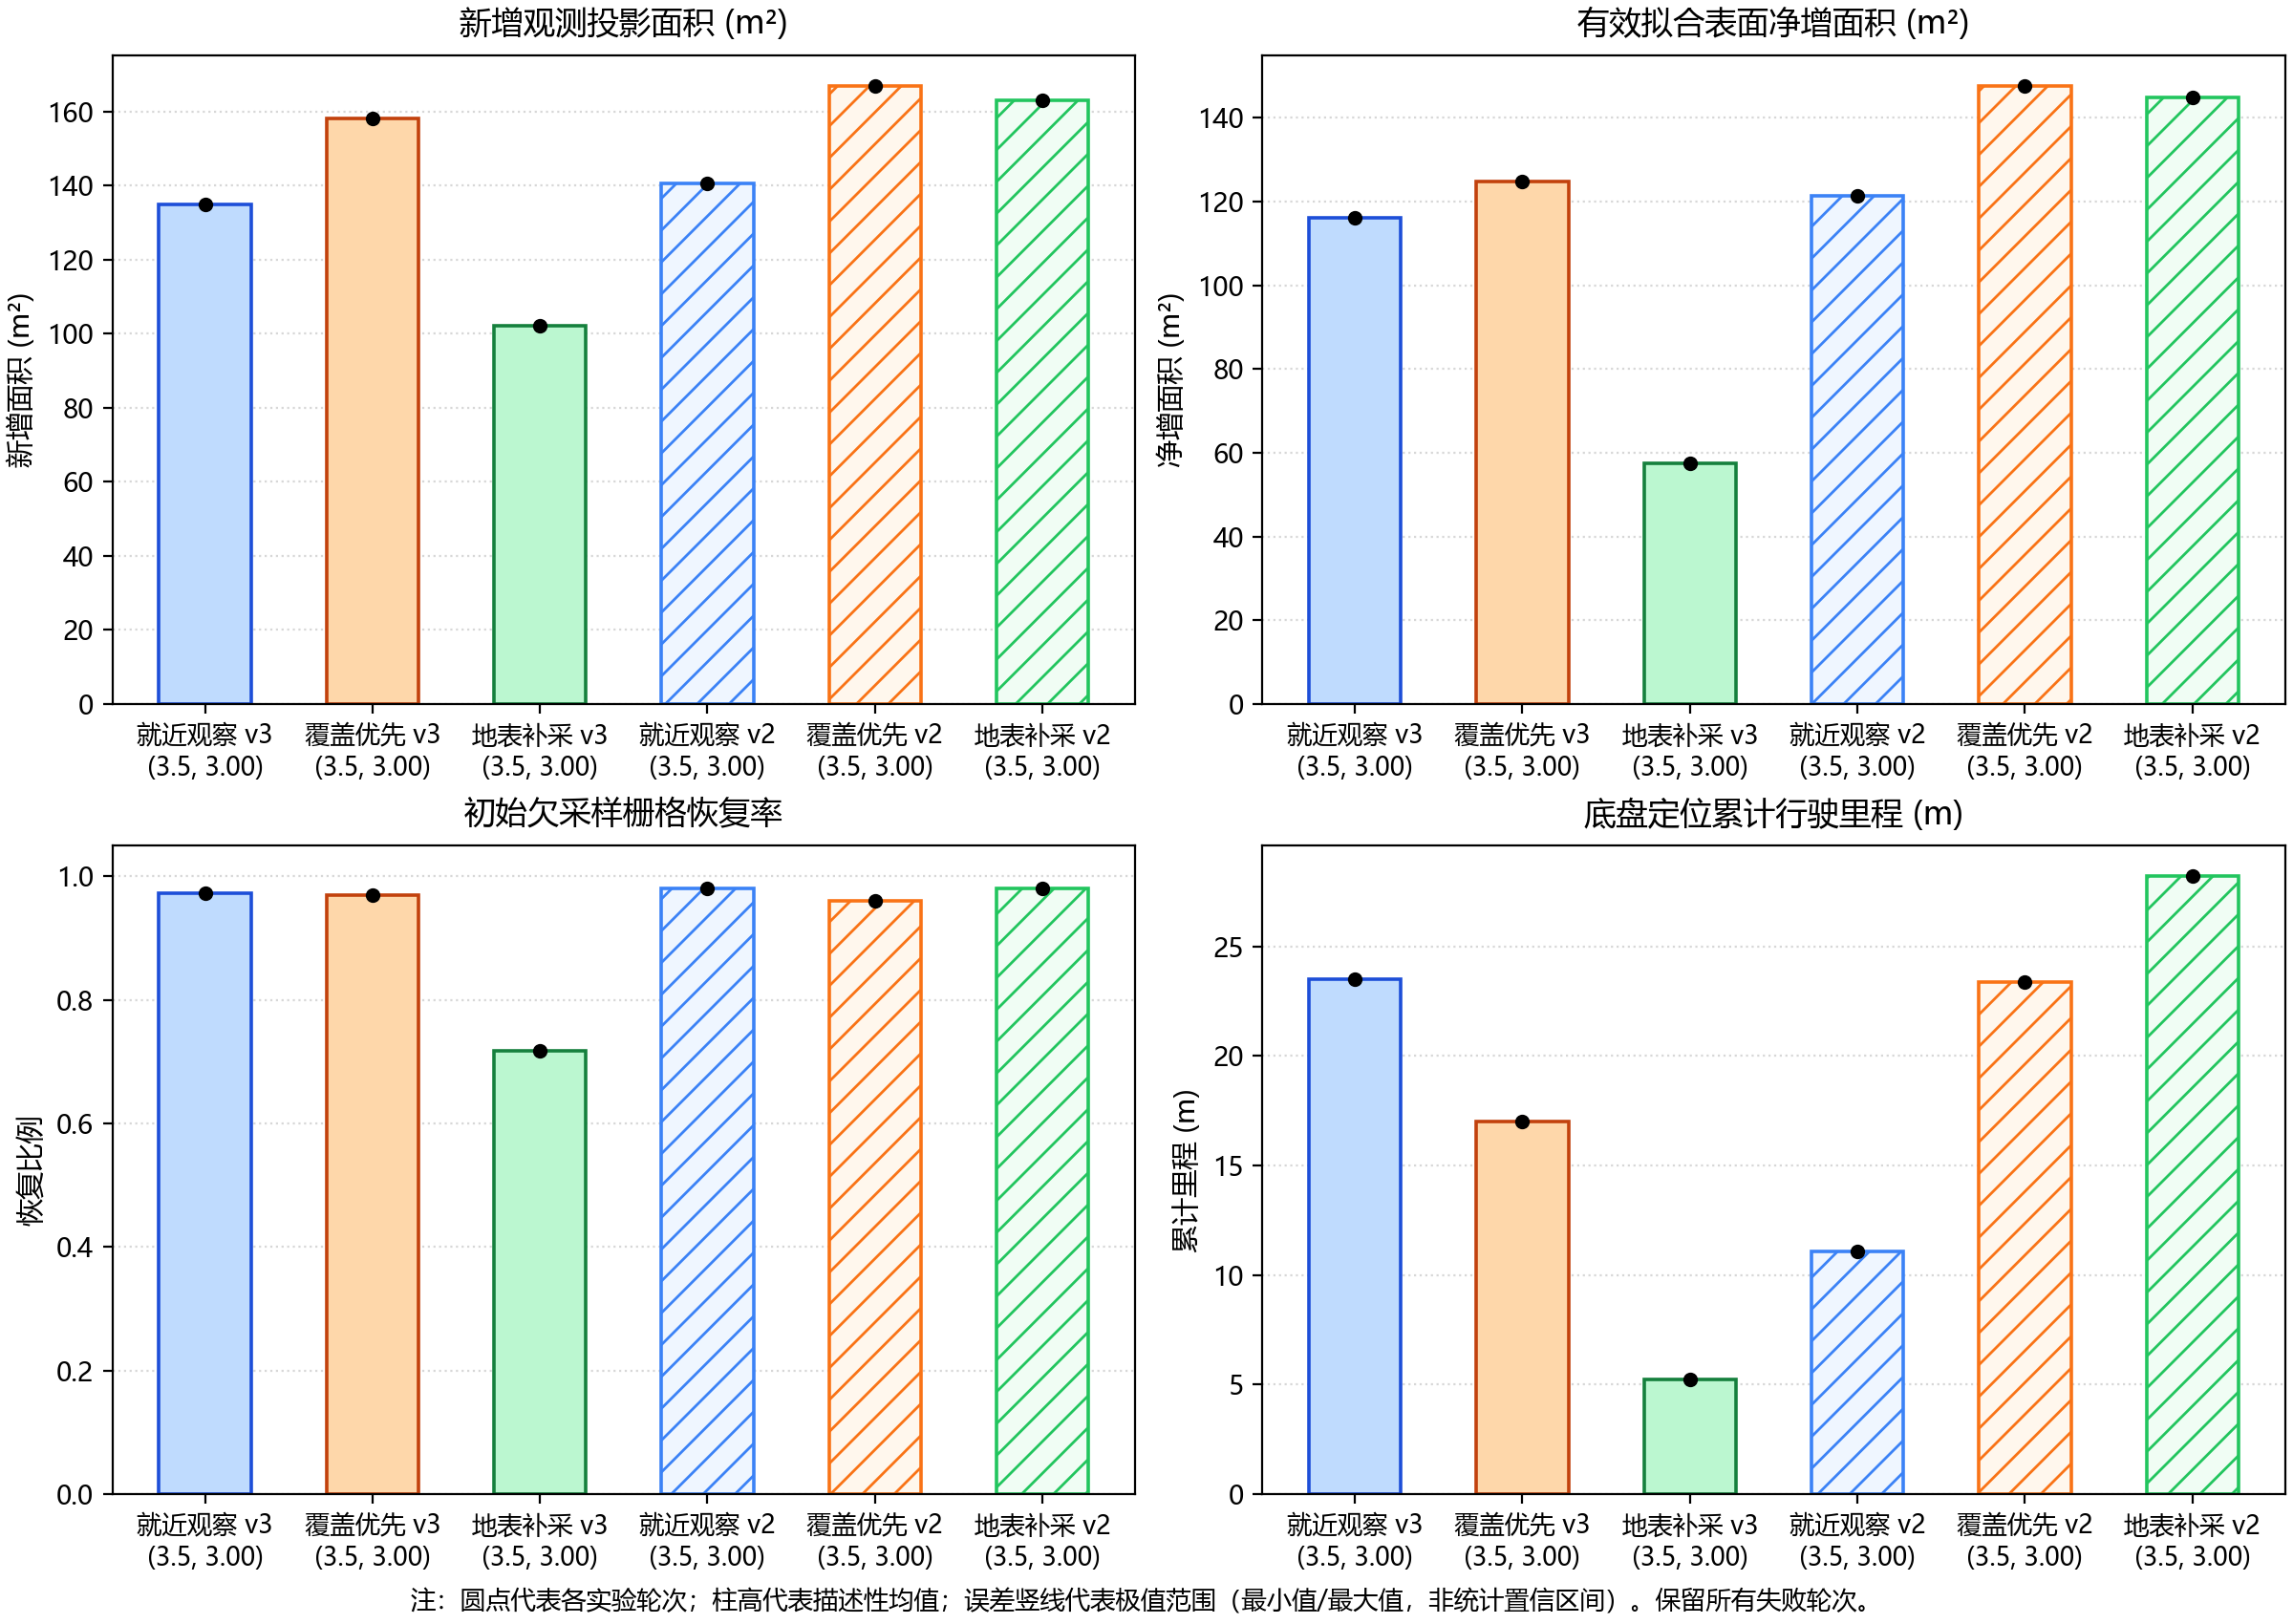 新增观测投影面积 (m²)
新增面积 (m²)
160
140
120
100
80
60
40
20
0
就近观察 v3
(3.5, 3.00)
覆盖优先 v3
(3.5, 3.00)
地表补采 v3
(3.5, 3.00)
就近观察 v2
(3.5, 3.00)
覆盖优先 v2
(3.5, 3.00)
地表补采 v2
(3.5, 3.00)
有效拟合表面净增面积 (m²)
净增面积 (m²)
140
120
100
80
60
40
20
0
就近观察 v3
(3.5, 3.00)
覆盖优先 v3
(3.5, 3.00)
地表补采 v3
(3.5, 3.00)
就近观察 v2
(3.5, 3.00)
覆盖优先 v2
(3.5, 3.00)
地表补采 v2
(3.5, 3.00)
初始欠采样栅格恢复率
恢复比例
1.0
0.8
0.6
0.4
0.2
0.0
就近观察 v3
(3.5, 3.00)
覆盖优先 v3
(3.5, 3.00)
地表补采 v3
(3.5, 3.00)
就近观察 v2
(3.5, 3.00)
覆盖优先 v2
(3.5, 3.00)
地表补采 v2
(3.5, 3.00)
底盘定位累计行驶里程 (m)
累计里程 (m)
25
20
15
10
5
0
就近观察 v3
(3.5, 3.00)
覆盖优先 v3
(3.5, 3.00)
地表补采 v3
(3.5, 3.00)
就近观察 v2
(3.5, 3.00)
覆盖优先 v2
(3.5, 3.00)
地表补采 v2
(3.5, 3.00)
注：圆点代表各实验轮次；柱高代表描述性均值；误差竖线代表极值范围（最小值/最大值，非统计置信区间）。保留所有失败轮次。